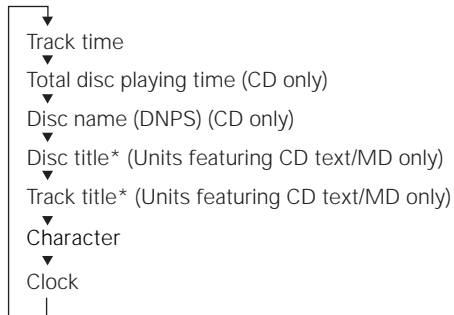 Track time
Total disc playing time (CD only)
Disc name (DNPS) (CD only)
Disc title* (Units featuring CD text/MD only)
Track title* (Units featuring CD text/MD only)
Character
Clock